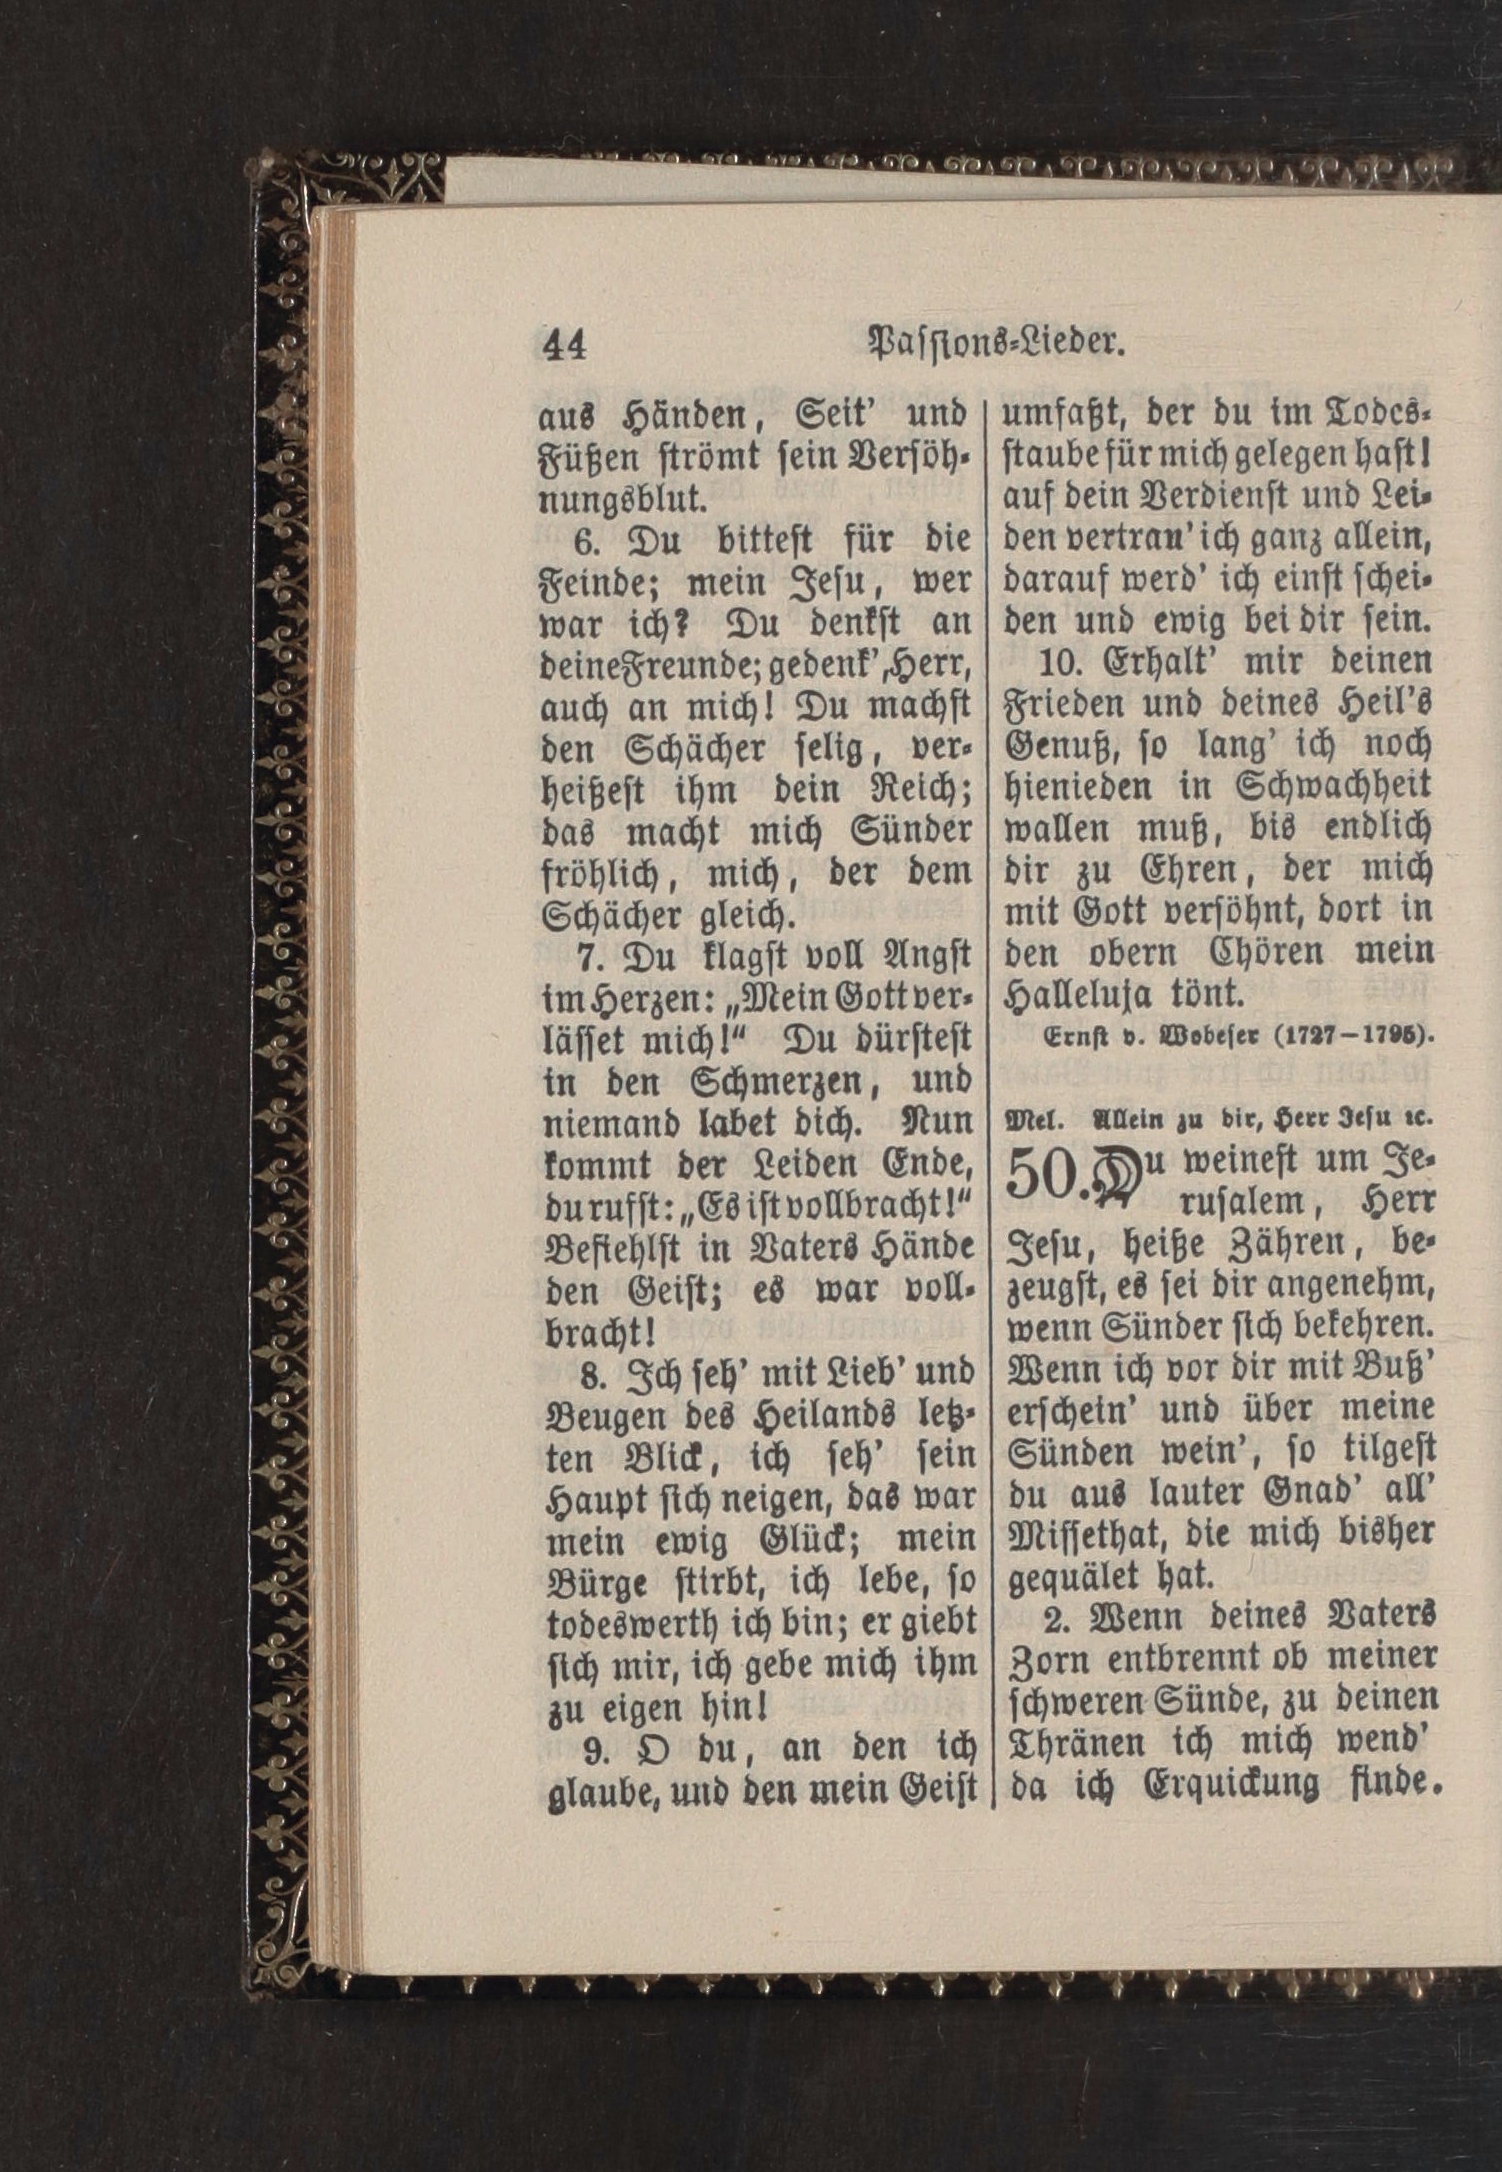 44 Passions-Lieder.
aus Händen, Seit' und
Füßen strömt sein Versöh-
nungsblut.
6. Du bittest für die
Feinde; mein Jesu, wer
war ich? Du denkst an
deine Freunde; gedenk', Herr,
auch an mich! Du machst
den Schächer selig, ver-
heißest ihm dein Reich;
das macht mich Sünder
fröhlich, mich, der dem
Schächer gleich.
7. Du klagst voll Angst
im Herzen: „Mein Gott ver-
lässet mich!“ Du dürstest
in den Schmerzen, und
niemand labet dich. Nun
kommt der Leiden Ende,
du rufst: „Es ist vollbracht!“
Befiehlst in Vaters Hände
den Geist; es war voll-
bracht!
8. Ich seh' mit Lieb' und
Beugen des Heilands letz-
ten Blick, ich seh' sein
Haupt sich neigen, das war
mein ewig Glück; mein
Bürge stirbt, ich lebe, so
todeswerth ich bin; er giebt
sich mir, ich gebe mich ihm
zu eigen hin!
9. O du, an den ich
glaube, und den mein Geist
umfaßt, der du im Todes-
staube für mich gelegen hast!
auf dein Verdienst und Lei-
den vertrau' ich ganz allein,
darauf werd' ich einst schei-
den und ewig bei dir sein.
10. Erhalt' mir deinen
Frieden und deines Heil's
Genuß, so lang' ich noch
hienieden in Schwachheit
wallen muß, bis endlich
dir zu Ehren, der mich
mit Gott versöhnt, dort in
den obern Chören mein
Halleluja tönt.
Ernst v. Wobeser (1727–1795).
Mel. Allein zu dir, Herr Jesu ꝛc.
50. Du weinest um Je-
rusalem, Herr
Jesu, heiße Zähren, be-
zeugst, es sei dir angenehm,
wenn Sünder sich bekehren.
Wenn ich vor dir mit Buß'
erschein' und über meine
Sünden wein', so tilgest
du aus lauter Gnad' all'
Missethat, die mich bisher
gequälet hat.
2. Wenn deines Vaters
Zorn entbrennt ob meiner
schweren Sünde, zu deinen
Thränen ich mich wend'
da ich Erquickung finde.